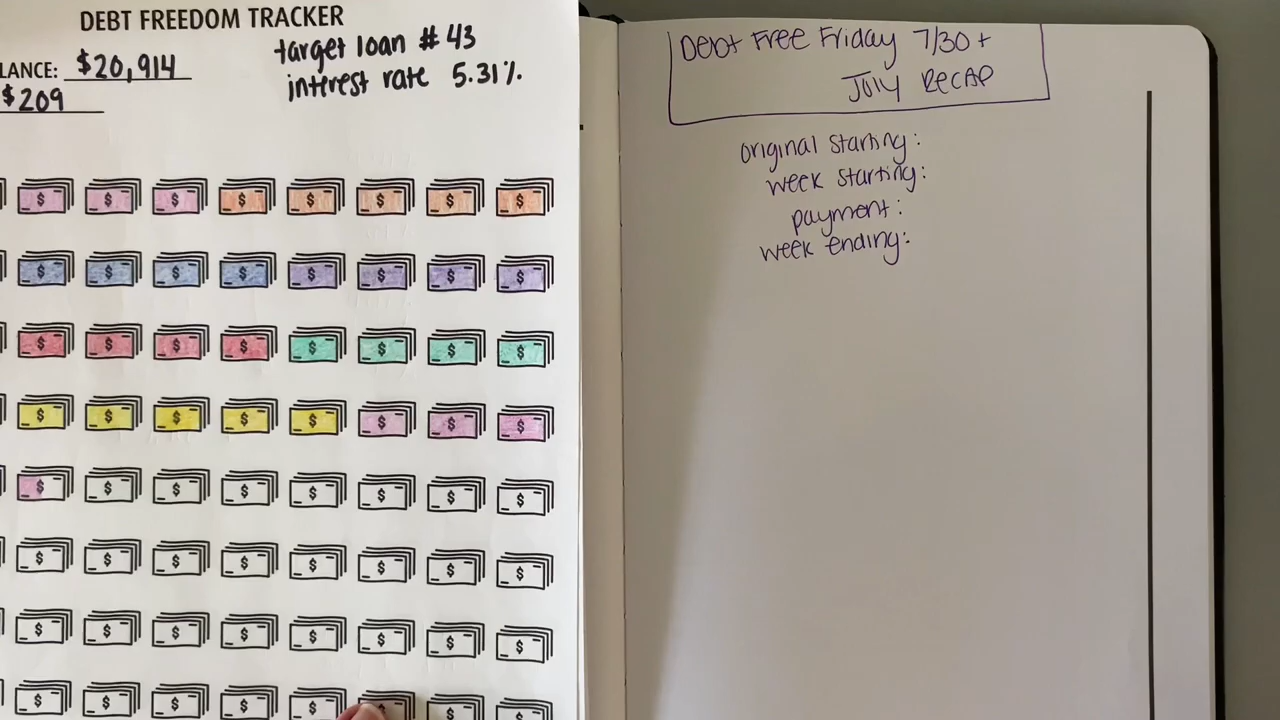 DEBT FREEDOM TRACKER
LANCE: $20,914
$209
target loan # 43
interest rate 5.31%.
Debt Free Friday 7/30 +
July RECAP
original starting:
week starting:
payment:
week ending: